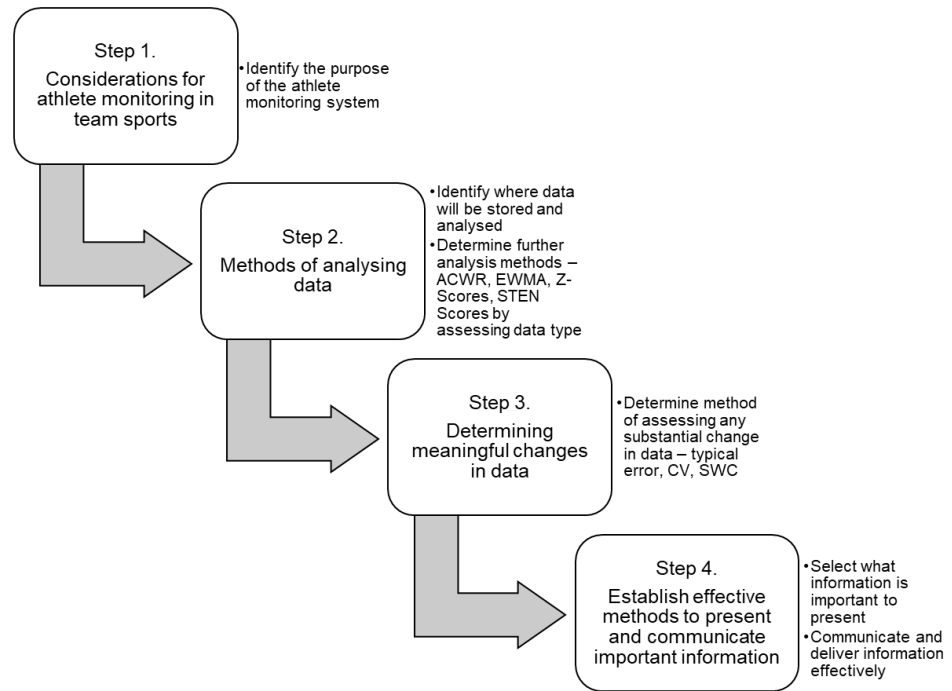 Step 1.
Considerations for
athlete monitoring in
team sports
•Identify the purpose
of the athlete
monitoring system
Step 2.
Methods of analysing
data
•Identify where data
will be stored and
analysed
•Determine further
analysis methods –
ACWR, EWMA, Z-
Scores, STEN
Scores by
assessing data type
Step 3.
Determining
meaningful changes
in data
•Determine method
of assessing any
substantial change
in data – typical
error, CV, SWC
Step 4.
Establish effective
methods to present
and communicate
important information
•Select what
information is
important to
present
•Communicate and
deliver information
effectively